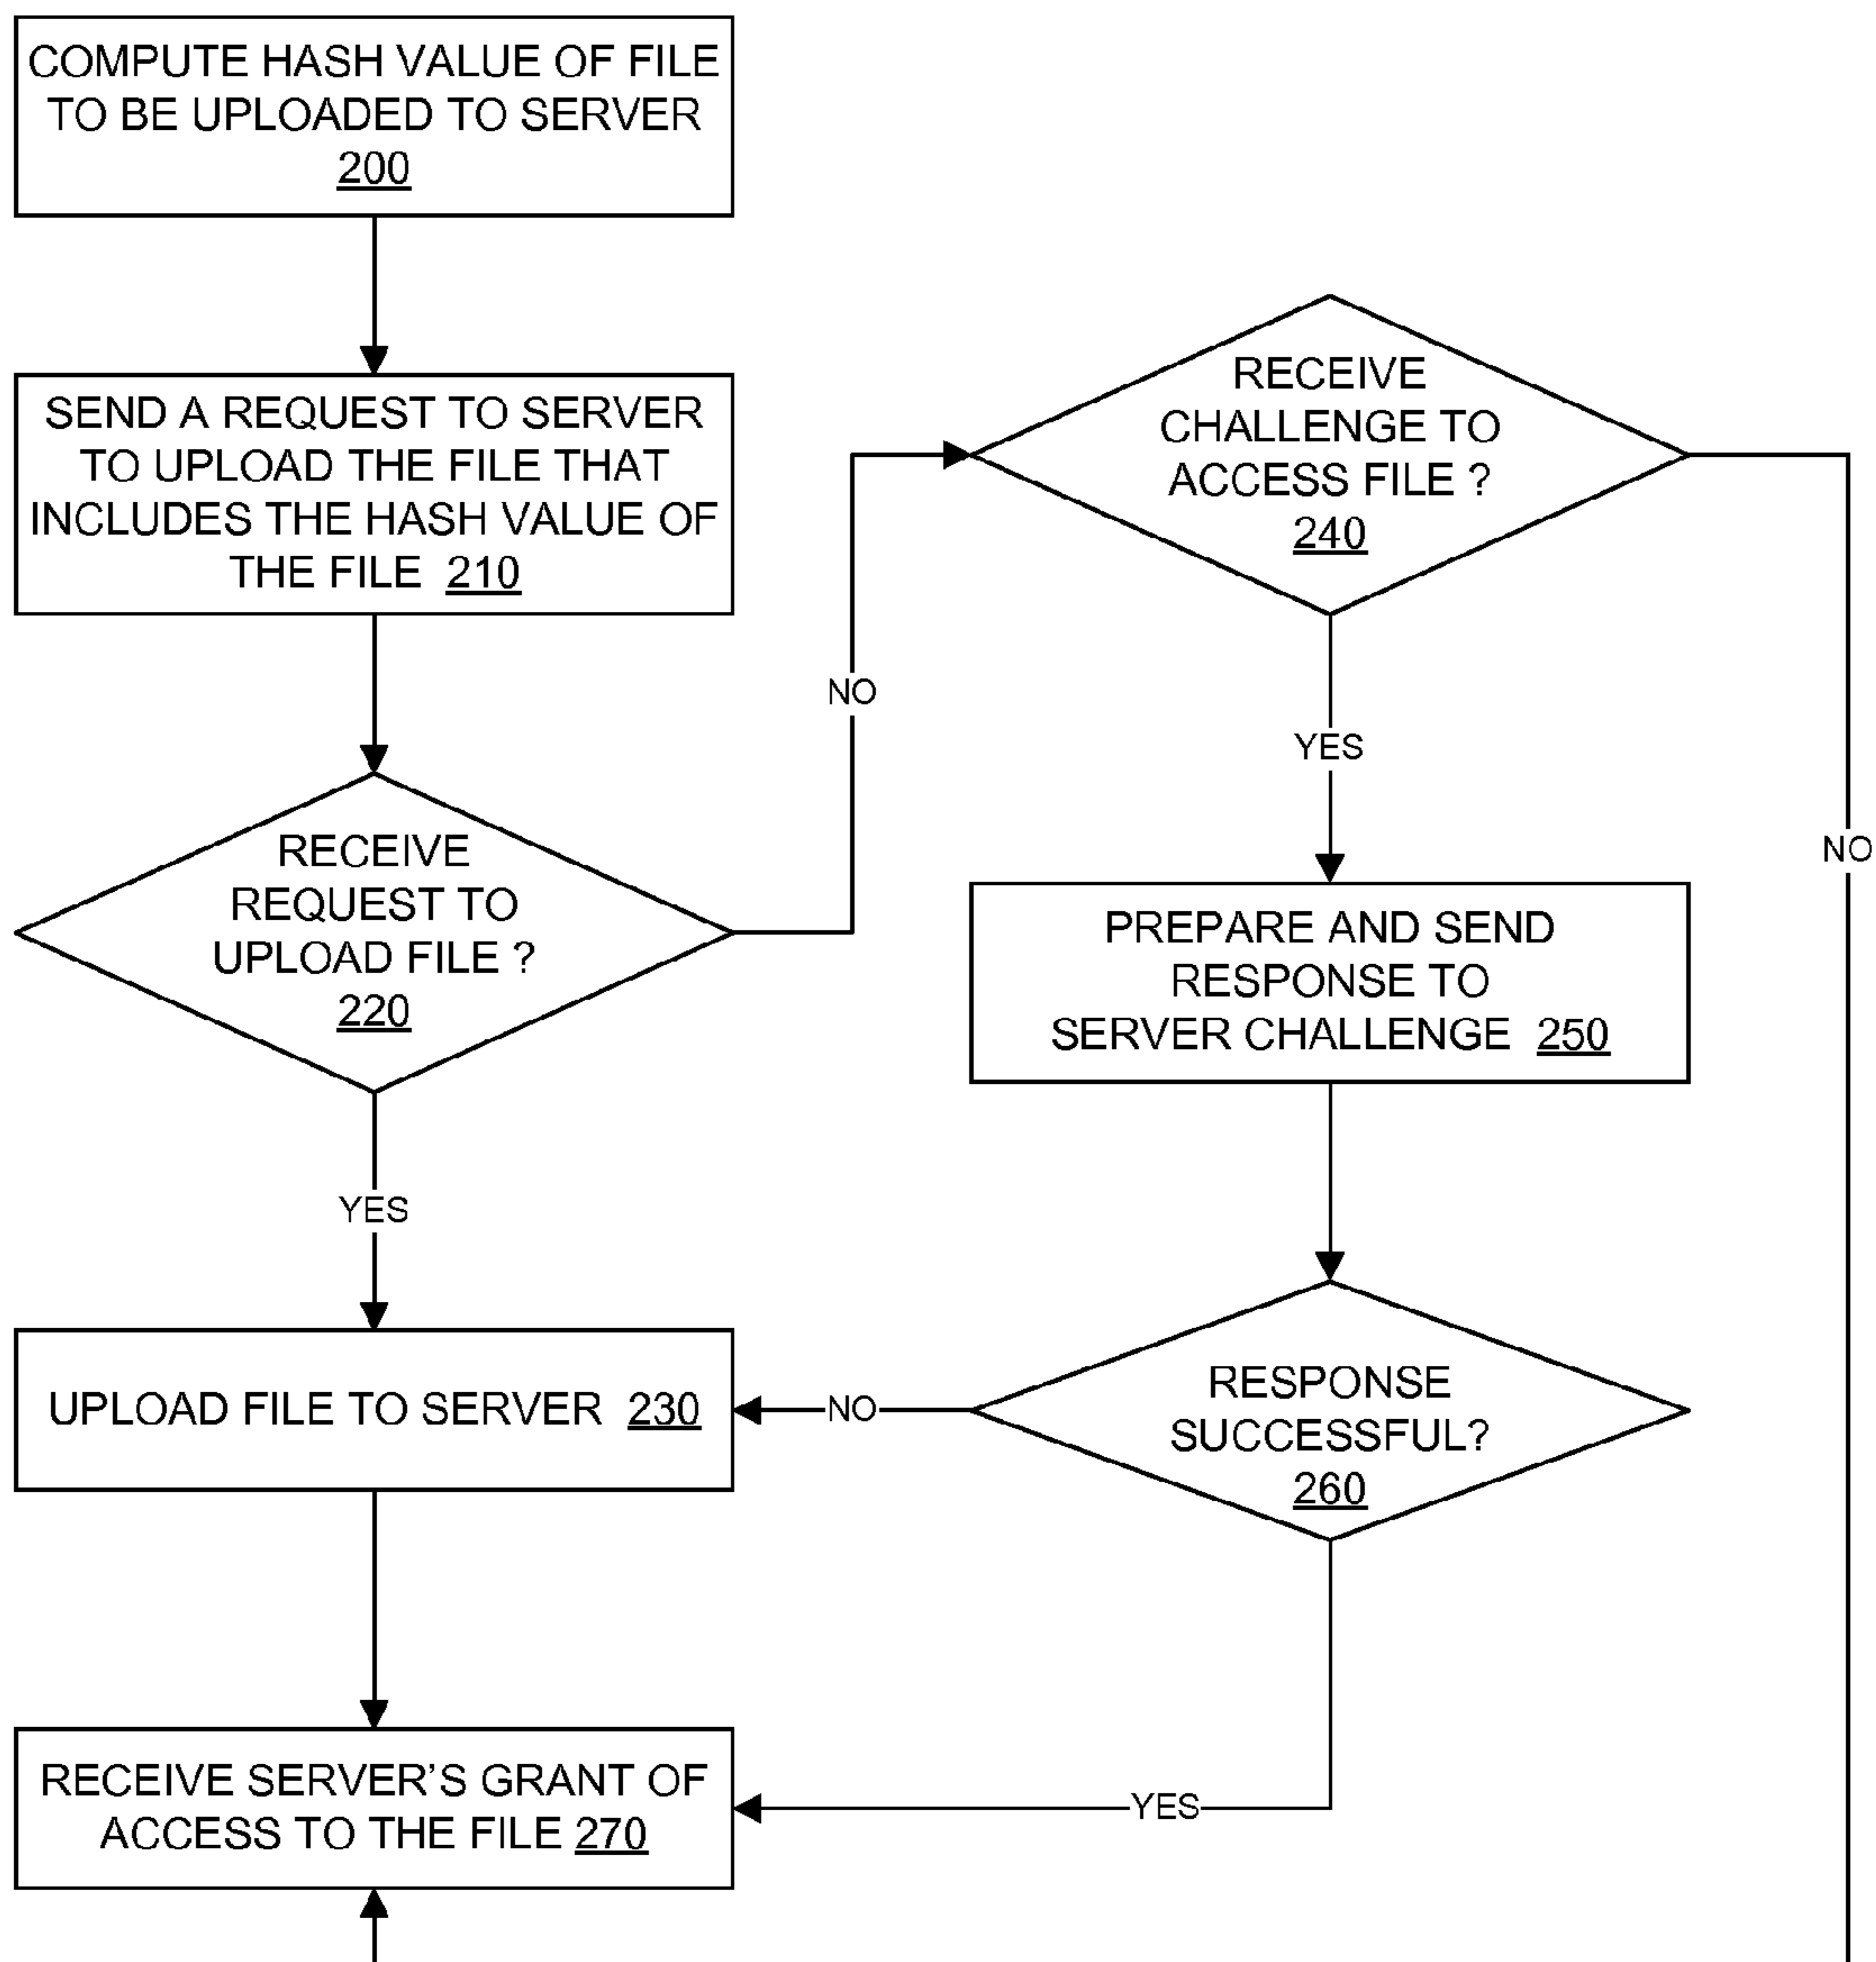 COMPUTE HASH VALUE OF FILE
TO BE UPLOADED TO SERVER
200
SEND A REQUEST TO SERVER
TO UPLOAD THE FILE THAT
INCLUDES THE HASH VALUE OF
THE FILE 210
RECEIVE
REQUEST TO
UPLOAD FILE ?
220
NO
YES
UPLOAD FILE TO SERVER 230
RECEIVE
CHALLENGE TO
ACCESS FILE ?
240
YES
NO
PREPARE AND SEND
RESPONSE TO
SERVER CHALLENGE 250
RESPONSE
SUCCESSFUL?
260
NO
YES
RECEIVE SERVER'S GRANT OF
ACCESS TO THE FILE 270